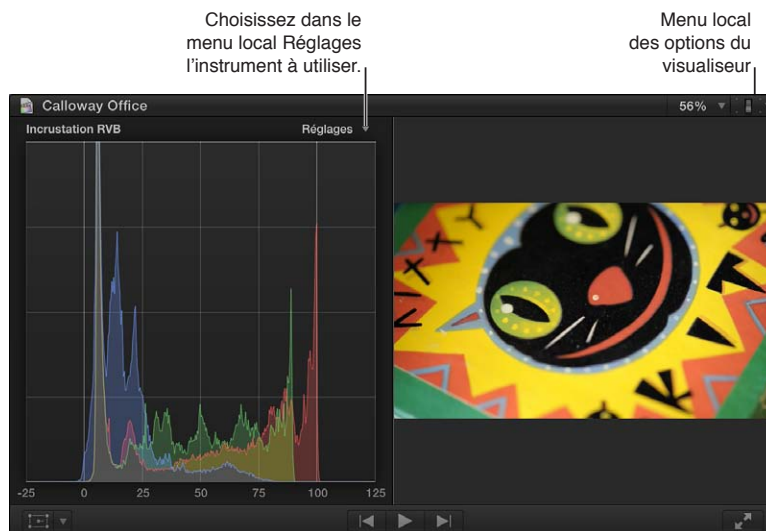 Choisissez dans le
menu local Réglages
l'instrument à utiliser.
Menu local
des options du
visualiseur
Calloway Office
56%
Incrustation RVB
Réglages
-25 0 25 50 75 100 125